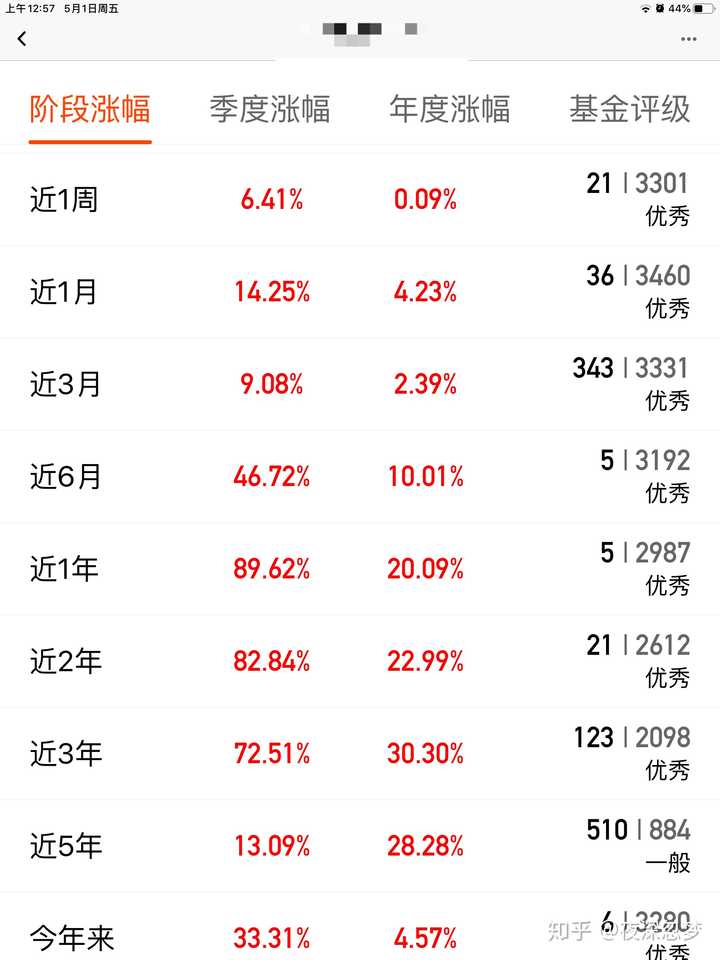 上午12:57 5月1日周五 44%
阶段涨幅 季度涨幅 年度涨幅 基金评级
近1周 6.41% 0.09% 21|3301
优秀
近1月 14.25% 4.23% 36|3460
优秀
近3月 9.08% 2.39% 343|3331
优秀
近6月 46.72% 10.01% 5|3192
优秀
近1年 89.62% 20.09% 5|2987
优秀
近2年 82.84% 22.99% 21|2612
优秀
近3年 72.51% 30.30% 123|2098
优秀
近5年 13.09% 28.28% 510|884
一般
今年来 33.31% 4.57% 6|3280
优秀
知乎 @夜深忽梦